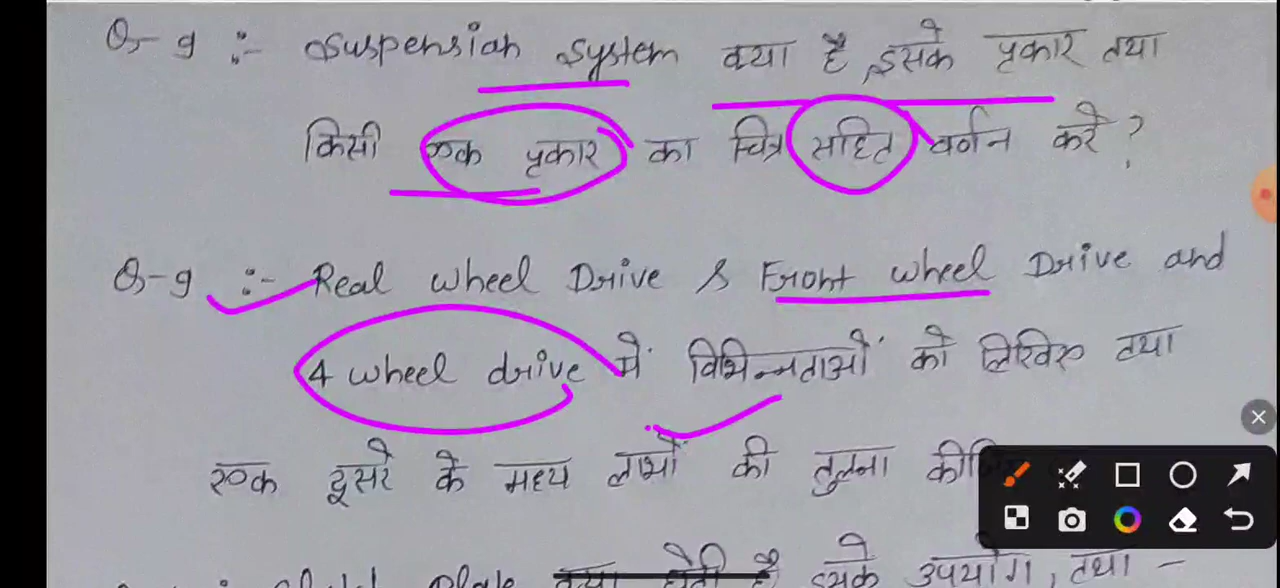 Q-9 :- Suspension System क्या है, इसके प्रकार तथा
किसी एक प्रकार का चित्र सहित वर्णन करे?
Q-9 :- Real Wheel Drive & Front Wheel Drive and
4 wheel drive में विभिन्नताओं को लिखिए तथा
एक दूसरे के मध्य लाभों की तुलना
इसके उपयोग, तथा -